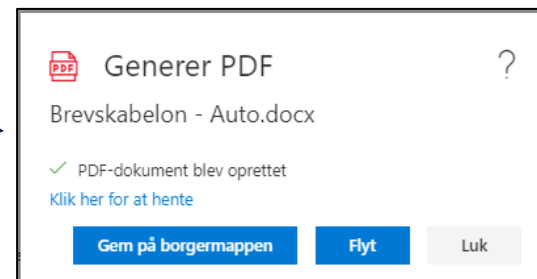 PDF
Generer PDF
?
Brevskabelon - Auto.docx
PDF-dokument blev oprettet
Klik her for at hente
Gem på borgermappen
Flyt
Luk